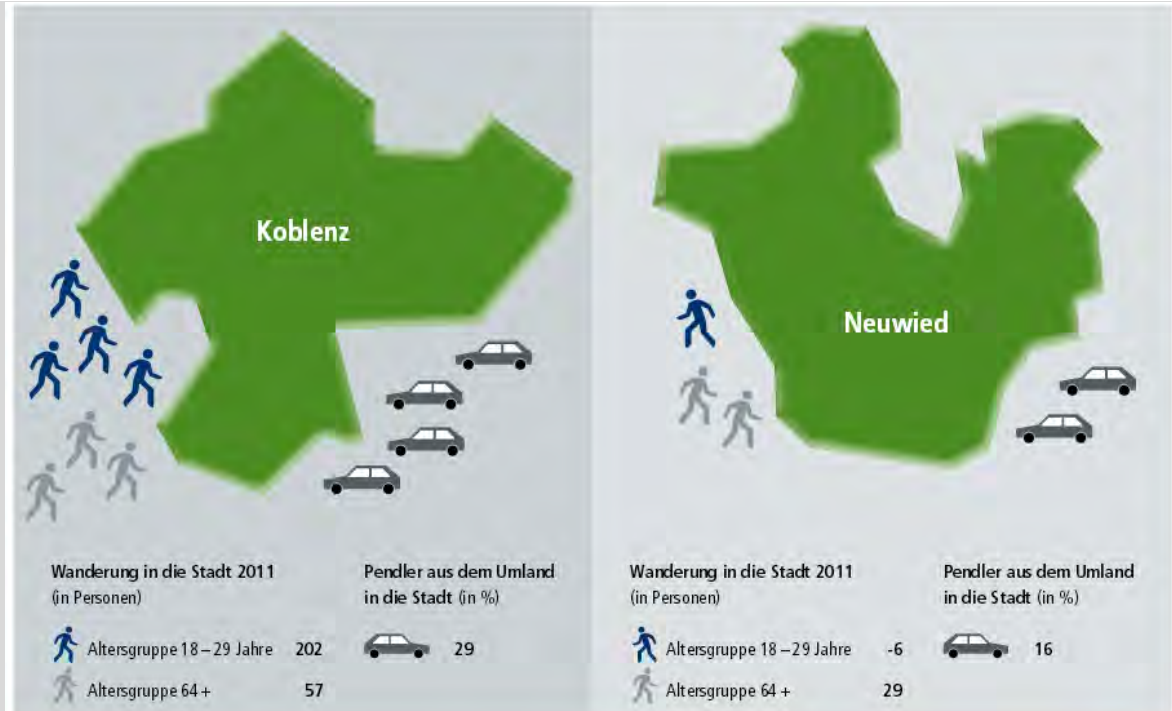 Koblenz
Neuwied
Wanderung in die Stadt 2011
(in Personen)
Altersgruppe 18 – 29 Jahre 202
Altersgruppe 64 + 57
Pendler aus dem Umland
in die Stadt (in %)
29
Wanderung in die Stadt 2011
(in Personen)
Altersgruppe 18 – 29 Jahre -6
Altersgruppe 64 + 29
Pendler aus dem Umland
in die Stadt (in %)
16